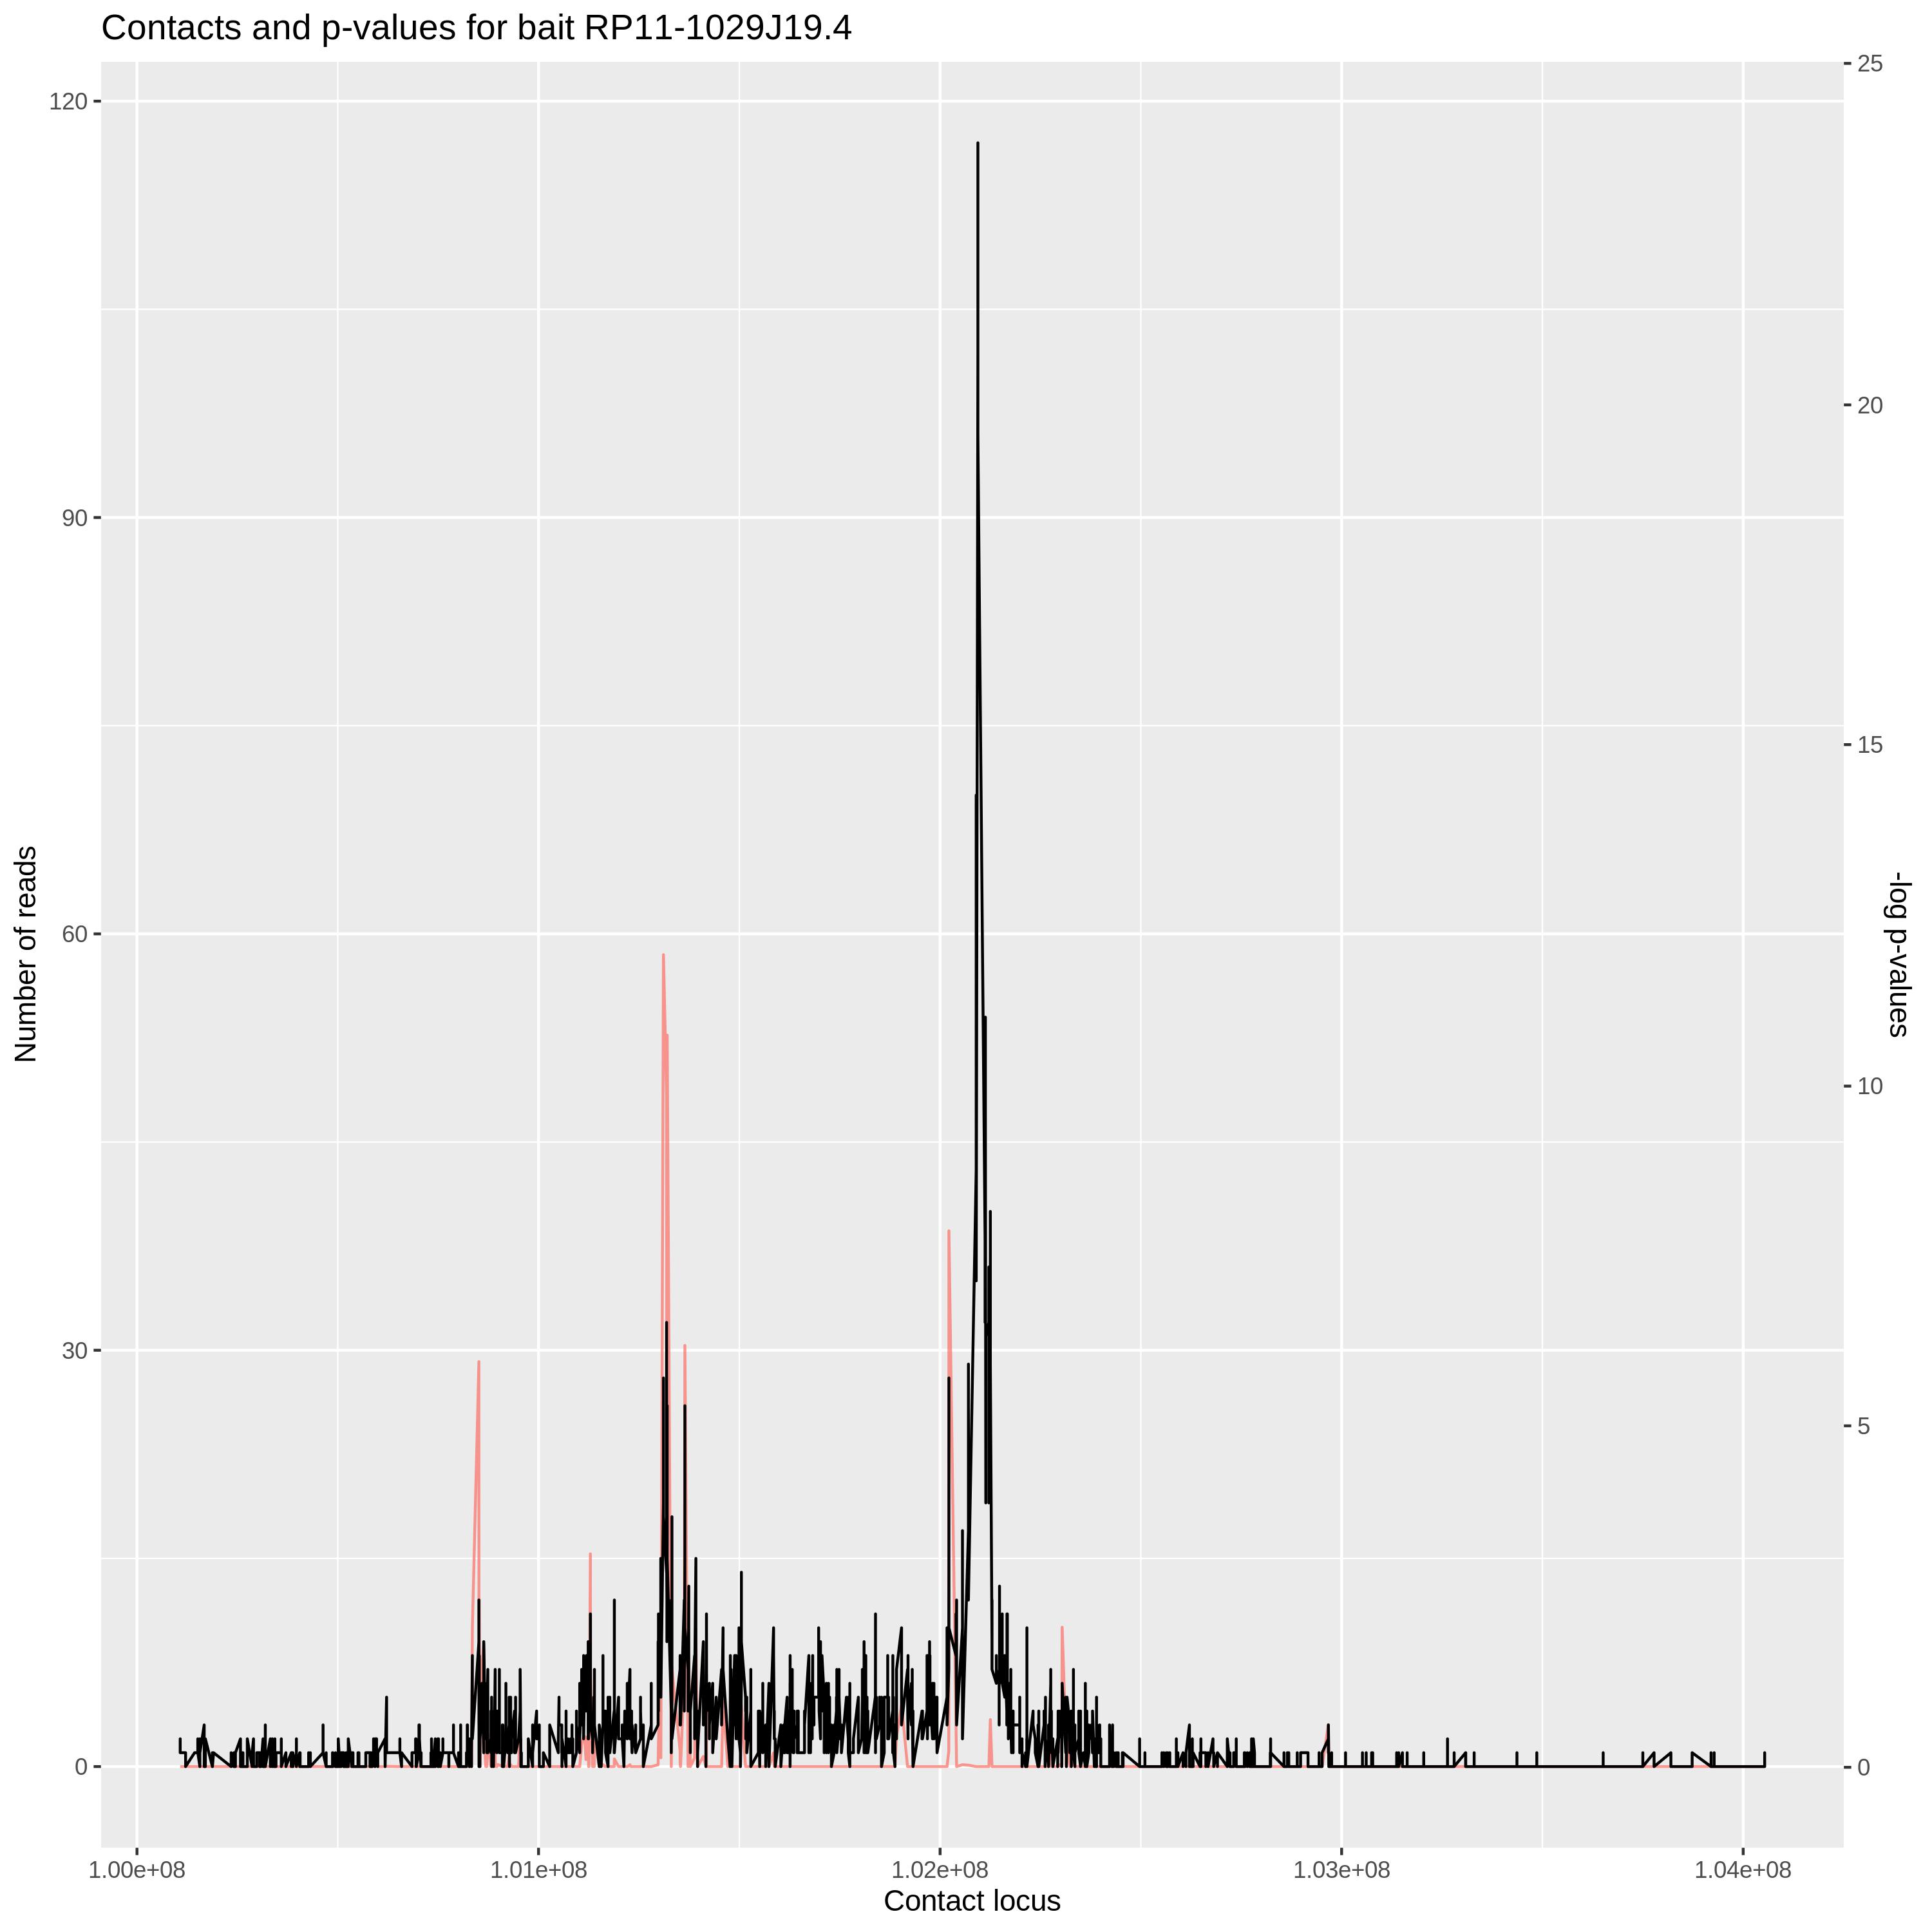 Contacts and p-values for bait RP11-1029J19.4
120
90
60
30
0
Number of reads
25
20
15
10
5
0
-log p-values
1.00e+08
1.01e+08
1.02e+08
1.03e+08
1.04e+08
Contact locus